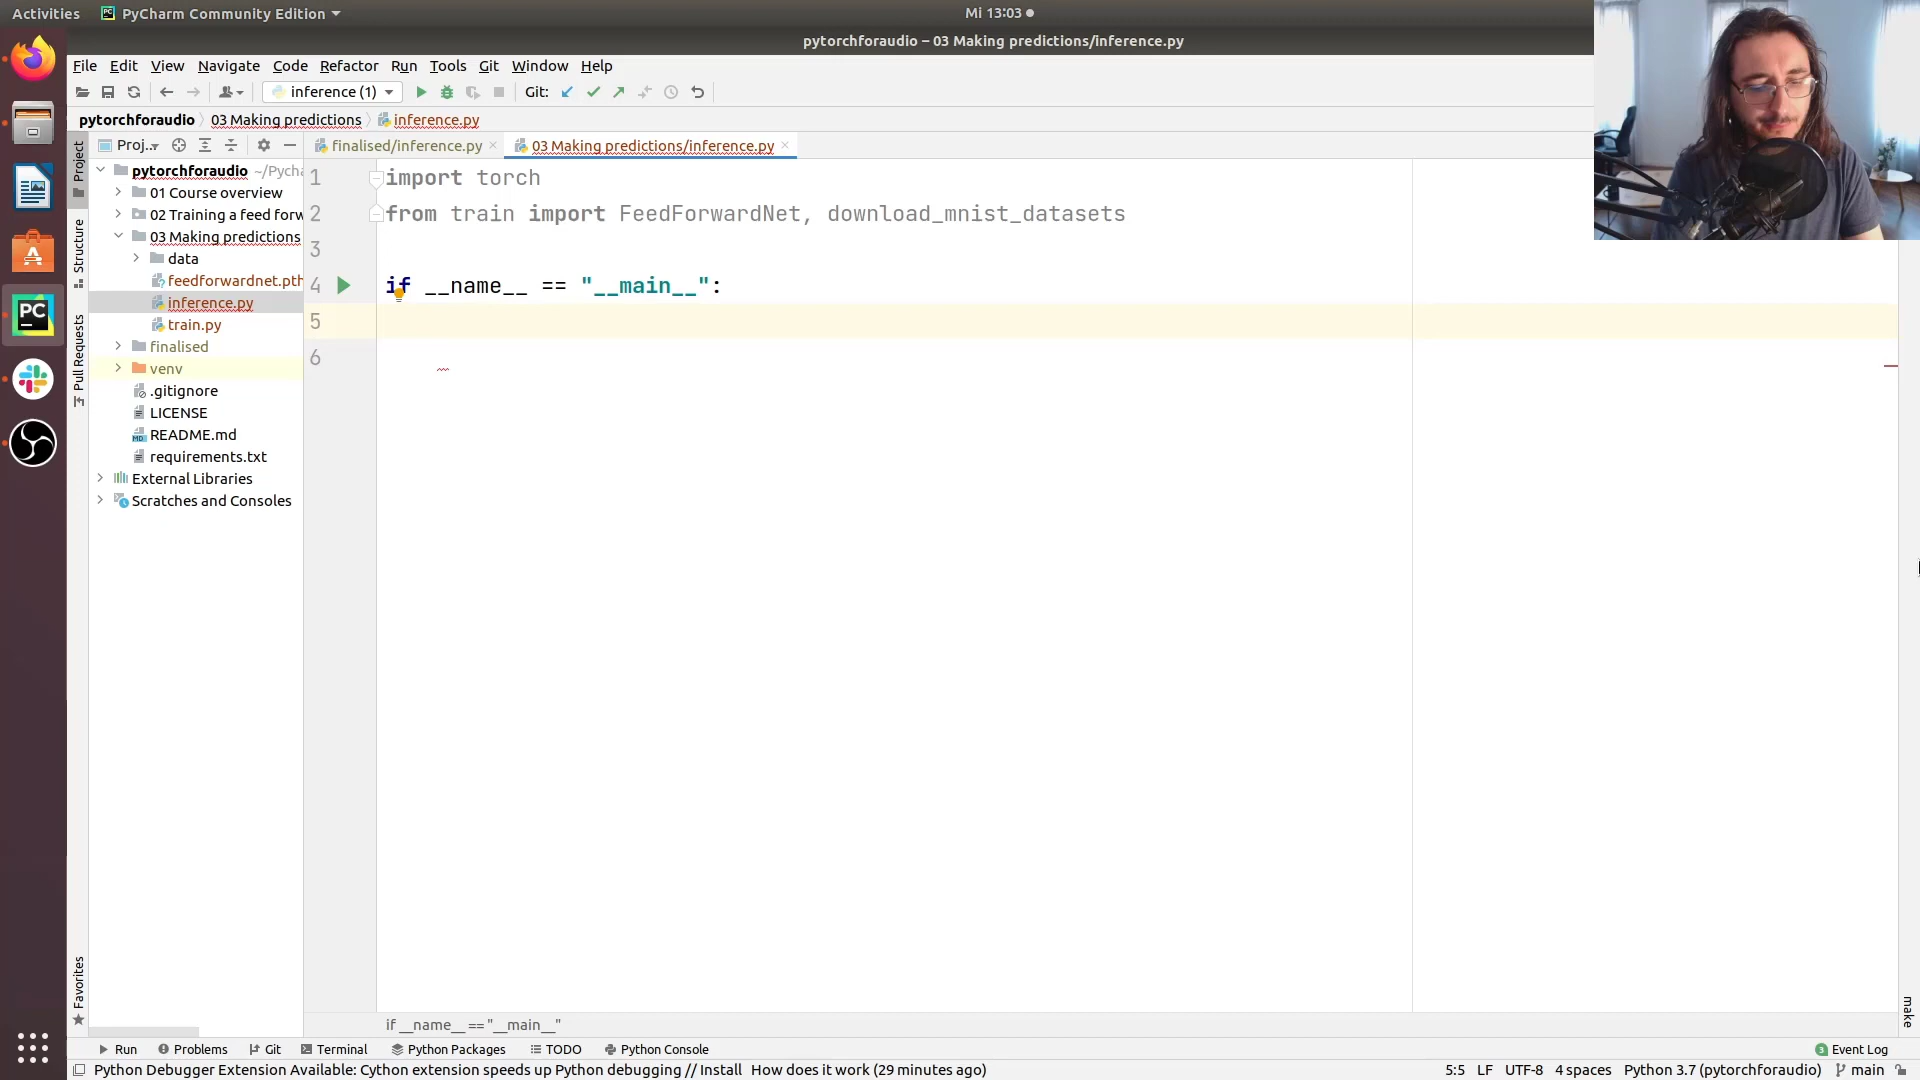 Activities PyCharm Community Edition Mi 13:03
pytorchforaudio – 03 Making predictions/inference.py
File Edit View Navigate Code Refactor Run Tools Git Window Help
inference (1) Git:
pytorchforaudio 03 Making predictions inference.py
Project
Proj... finalised/inference.py 03 Making predictions/inference.py
pytorchforaudio ~/Pycha
01 Course overview
02 Training a feed forw
03 Making predictions
data
feedforwardnet.pth
inference.py
train.py
finalised
venv
.gitignore
LICENSE
README.md
requirements.txt
External Libraries
Scratches and Consoles
Structure
Pull Requests
Favorites
1 import torch
2 from train import FeedForwardNet, download_mnist_datasets
3
4 if __name__ == "__main__":
5
6
make
if __name__ == "__main__"
Run Problems Git Terminal Python Packages TODO Python Console 3 Event Log
Python Debugger Extension Available: Cython extension speeds up Python debugging // Install How does it work (29 minutes ago) 5:5 LF UTF-8 4 spaces Python 3.7 (pytorchforaudio) main